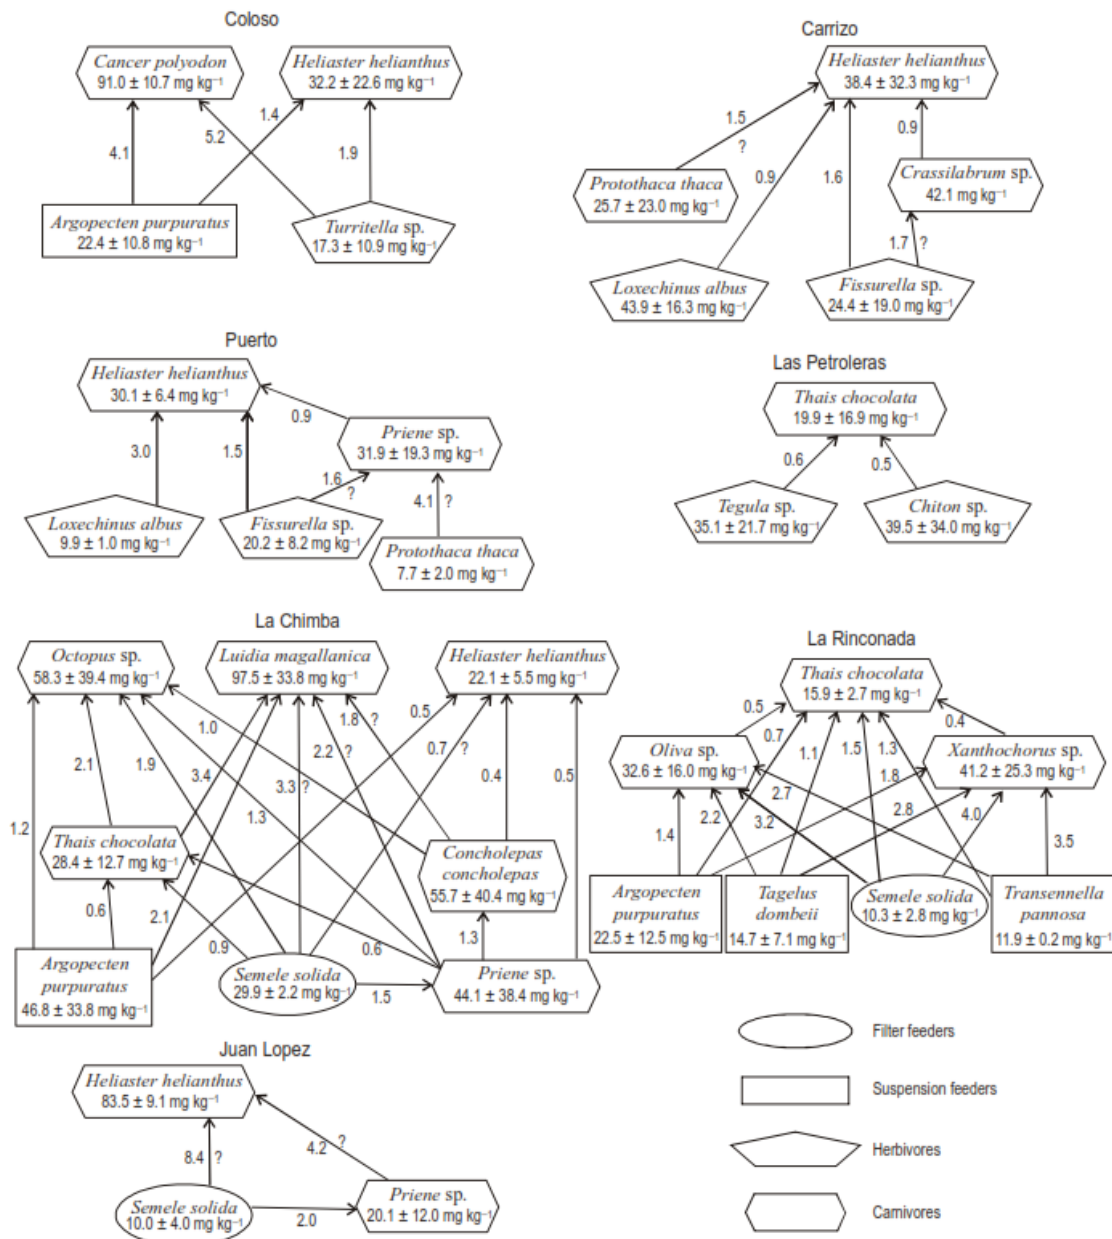 Coloso
Cancer polyodon
91.0 ± 10.7 mg kg⁻¹
Heliaster helianthus
32.2 ± 22.6 mg kg⁻¹
4.1
5.2
1.4
1.9
Argopecten purpuratus
22.4 ± 10.8 mg kg⁻¹
Turritella sp.
17.3 ± 10.9 mg kg⁻¹
Carrizo
Heliaster helianthus
38.4 ± 32.3 mg kg⁻¹
1.5
?
0.9
1.6
0.9
Protothaca thaca
25.7 ± 23.0 mg kg⁻¹
Crassilabrum sp.
42.1 mg kg⁻¹
1.7 ?
Loxechinus albus
43.9 ± 16.3 mg kg⁻¹
Fissurella sp.
24.4 ± 19.0 mg kg⁻¹
Puerto
Heliaster helianthus
30.1 ± 6.4 mg kg⁻¹
0.9
Priene sp.
31.9 ± 19.3 mg kg⁻¹
3.0
1.5
1.6
?
4.1 ?
Loxechinus albus
9.9 ± 1.0 mg kg⁻¹
Fissurella sp.
20.2 ± 8.2 mg kg⁻¹
Protothaca thaca
7.7 ± 2.0 mg kg⁻¹
Las Petroleras
Thais chocolata
19.9 ± 16.9 mg kg⁻¹
0.6
0.5
Tegula sp.
35.1 ± 21.7 mg kg⁻¹
Chiton sp.
39.5 ± 34.0 mg kg⁻¹
La Chimba
Octopus sp.
58.3 ± 39.4 mg kg⁻¹
Luidia magallanica
97.5 ± 33.8 mg kg⁻¹
Heliaster helianthus
22.1 ± 5.5 mg kg⁻¹
1.0
1.8 ?
0.5
2.1
1.9
3.4
3.3 ?
2.2 ?
0.7 ?
0.4
0.5
1.2
1.3
Thais chocolata
28.4 ± 12.7 mg kg⁻¹
Concholepas
concholepas
55.7 ± 40.4 mg kg⁻¹
0.6
2.1
0.9
0.6
1.3
Argopecten
purpuratus
46.8 ± 33.8 mg kg⁻¹
Semele solida
29.9 ± 2.2 mg kg⁻¹
1.5
Priene sp.
44.1 ± 38.4 mg kg⁻¹
La Rinconada
Thais chocolata
15.9 ± 2.7 mg kg⁻¹
0.5
0.7
1.1
1.5
1.3
0.4
Oliva sp.
32.6 ± 16.0 mg kg⁻¹
Xanthochorus sp.
41.2 ± 25.3 mg kg⁻¹
1.8
2.7
1.4
2.2
3.2
2.8
4.0
3.5
Argopecten
purpuratus
22.5 ± 12.5 mg kg⁻¹
Tagelus
dombeii
14.7 ± 7.1 mg kg⁻¹
Semele solida
10.3 ± 2.8 mg kg⁻¹
Transennella
pannosa
11.9 ± 0.2 mg kg⁻¹
Juan Lopez
Heliaster helianthus
83.5 ± 9.1 mg kg⁻¹
8.4 ?
4.2 ?
Semele solida
10.0 ± 4.0 mg kg⁻¹
2.0
Priene sp.
20.1 ± 12.0 mg kg⁻¹
Filter feeders
Suspension feeders
Herbivores
Carnivores